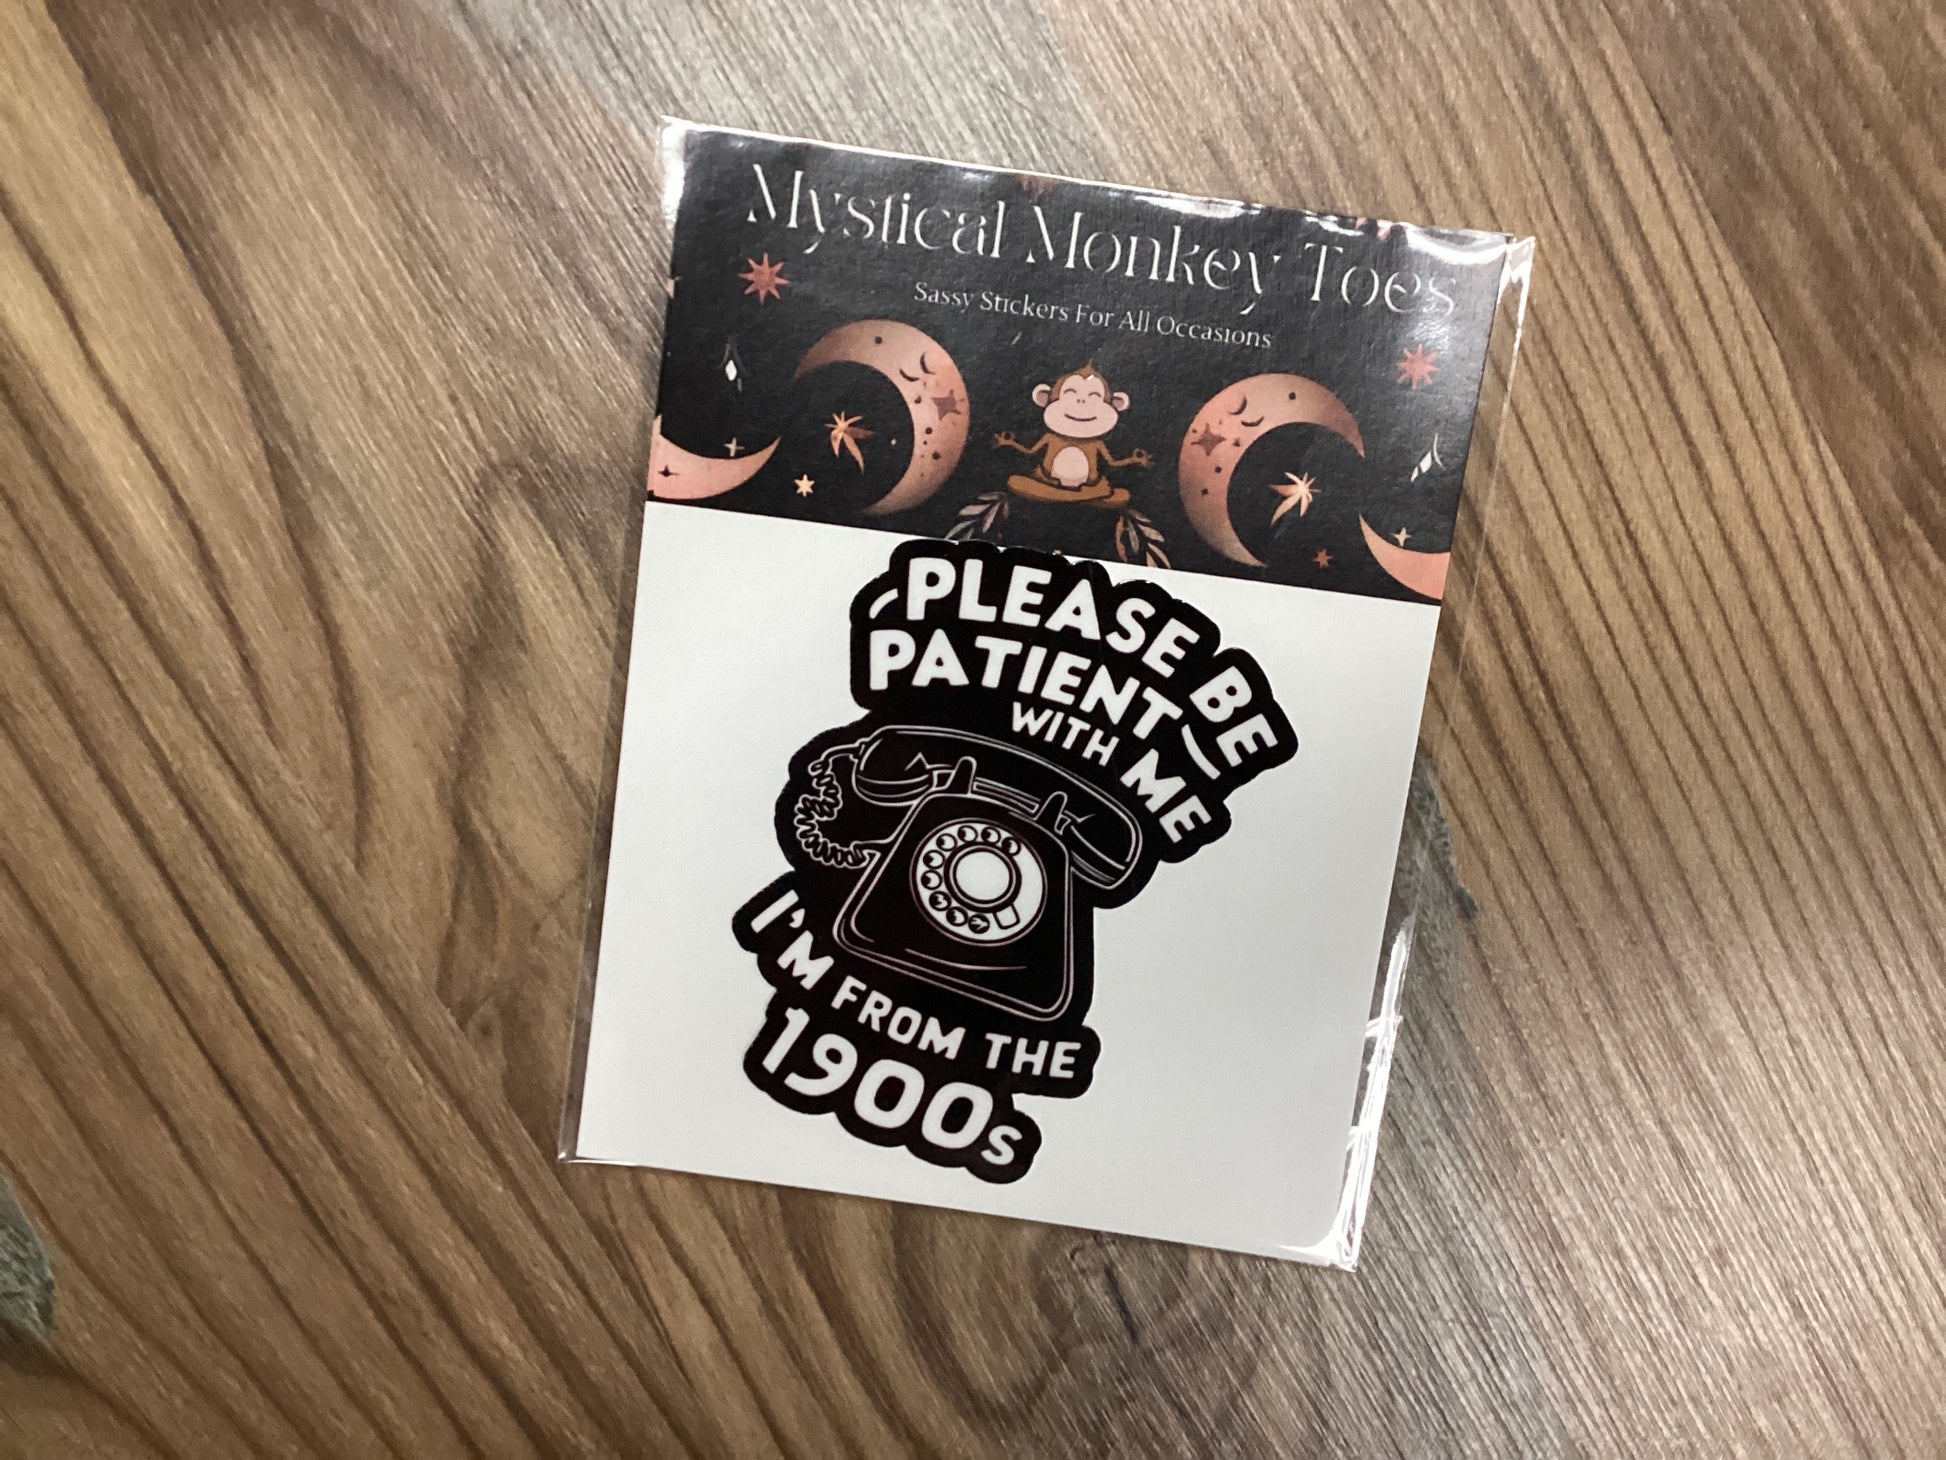 Mystical Monkey Toes
Sassy Stickers For All Occasions
PLEASE BE
PATIENT
WITH ME
I'M FROM THE
1900s